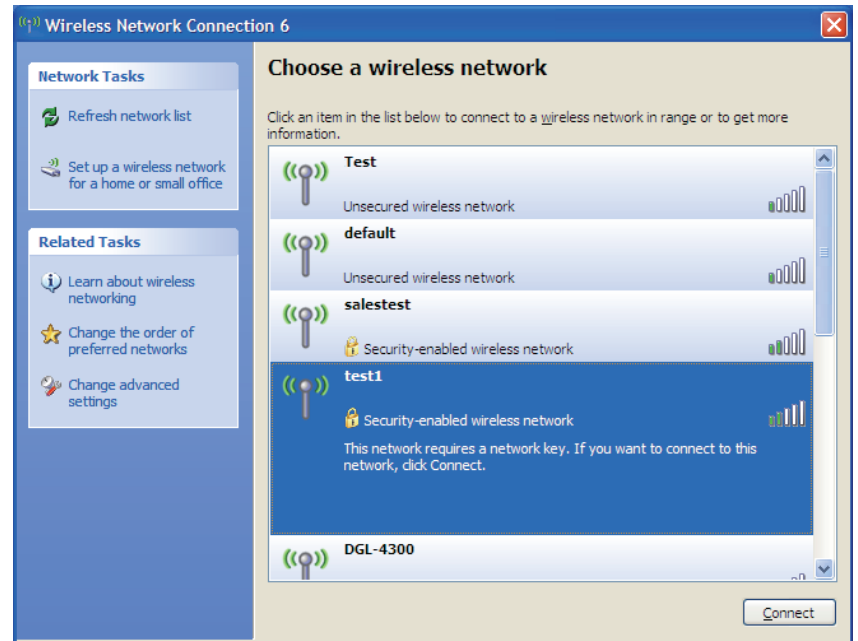 Wireless Network Connection 6
Network Tasks
Refresh network list
Set up a wireless network
for a home or small office
Related Tasks
Learn about wireless
networking
Change the order of
preferred networks
Change advanced
settings
Choose a wireless network
Click an item in the list below to connect to a wireless network in range or to get more
information.
Test
Unsecured wireless network
default
Unsecured wireless network
salestest
Security-enabled wireless network
test1
Security-enabled wireless network
This network requires a network key. If you want to connect to this
network, click Connect.
DGL-4300
Connect